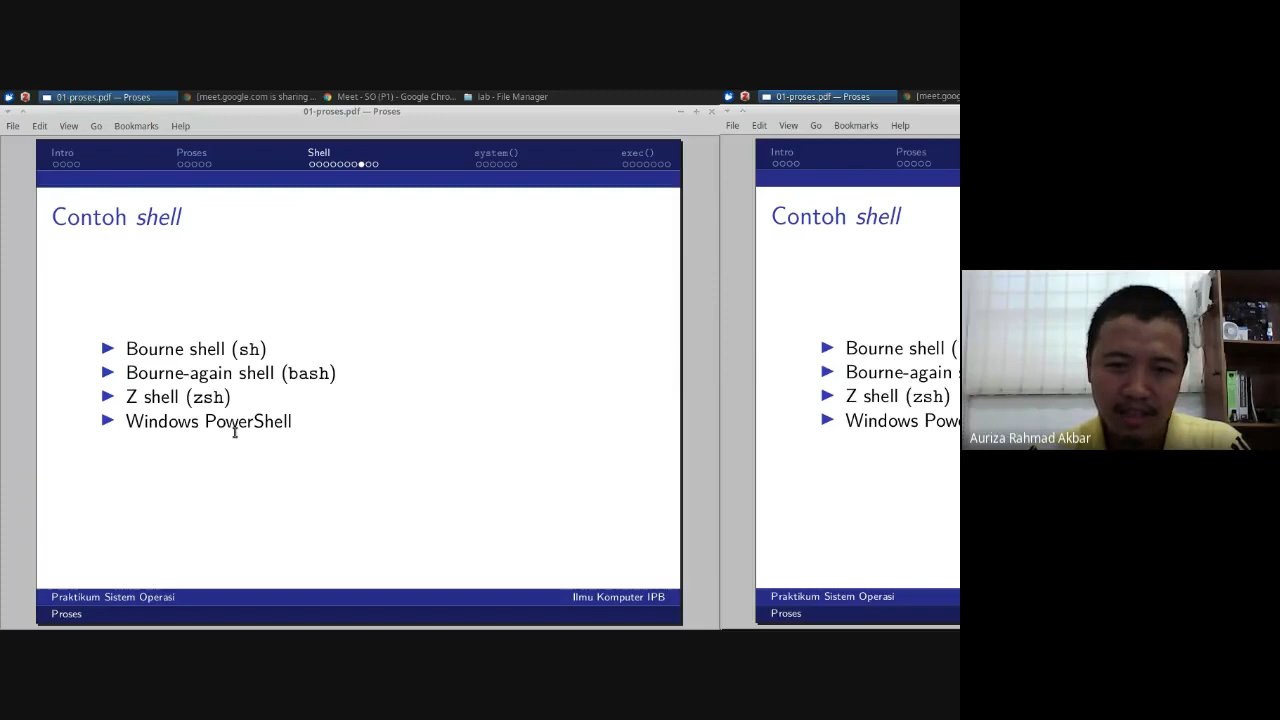 01-proses.pdf — Proses
[meet.google.com is sharing ...
Meet - SO (P1) - Google Chro...
lab - File Manager
01-proses.pdf — Proses
File Edit View Go Bookmarks Help
Intro Proses Shell system() exec()
Contoh shell
Bourne shell (sh)
Bourne-again shell (bash)
Z shell (zsh)
Windows PowerShell
Praktikum Sistem Operasi Ilmu Komputer IPB
Proses
01-proses.pdf — Proses
[meet.goog
File Edit View Go Bookmarks Help
Intro Proses
Contoh shell
Bourne shell (
Bourne-again s
Z shell (zsh)
Windows Pow
Praktikum Sistem Operasi
Proses
Auriza Rahmad Akbar